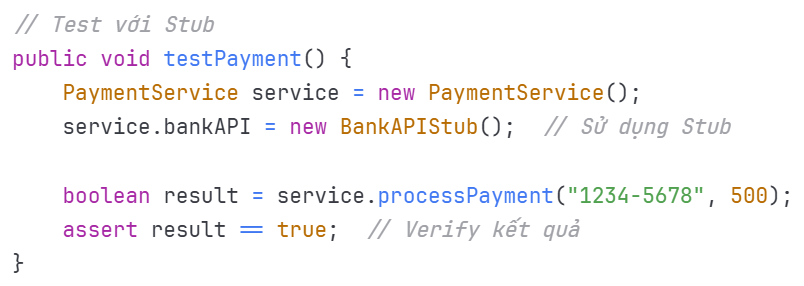 // Test với Stub
public void testPayment() {
    PaymentService service = new PaymentService();
    service.bankAPI = new BankAPIStub();  // Sử dụng Stub

    boolean result = service.processPayment("1234-5678", 500);
    assert result == true;  // Verify kết quả
}